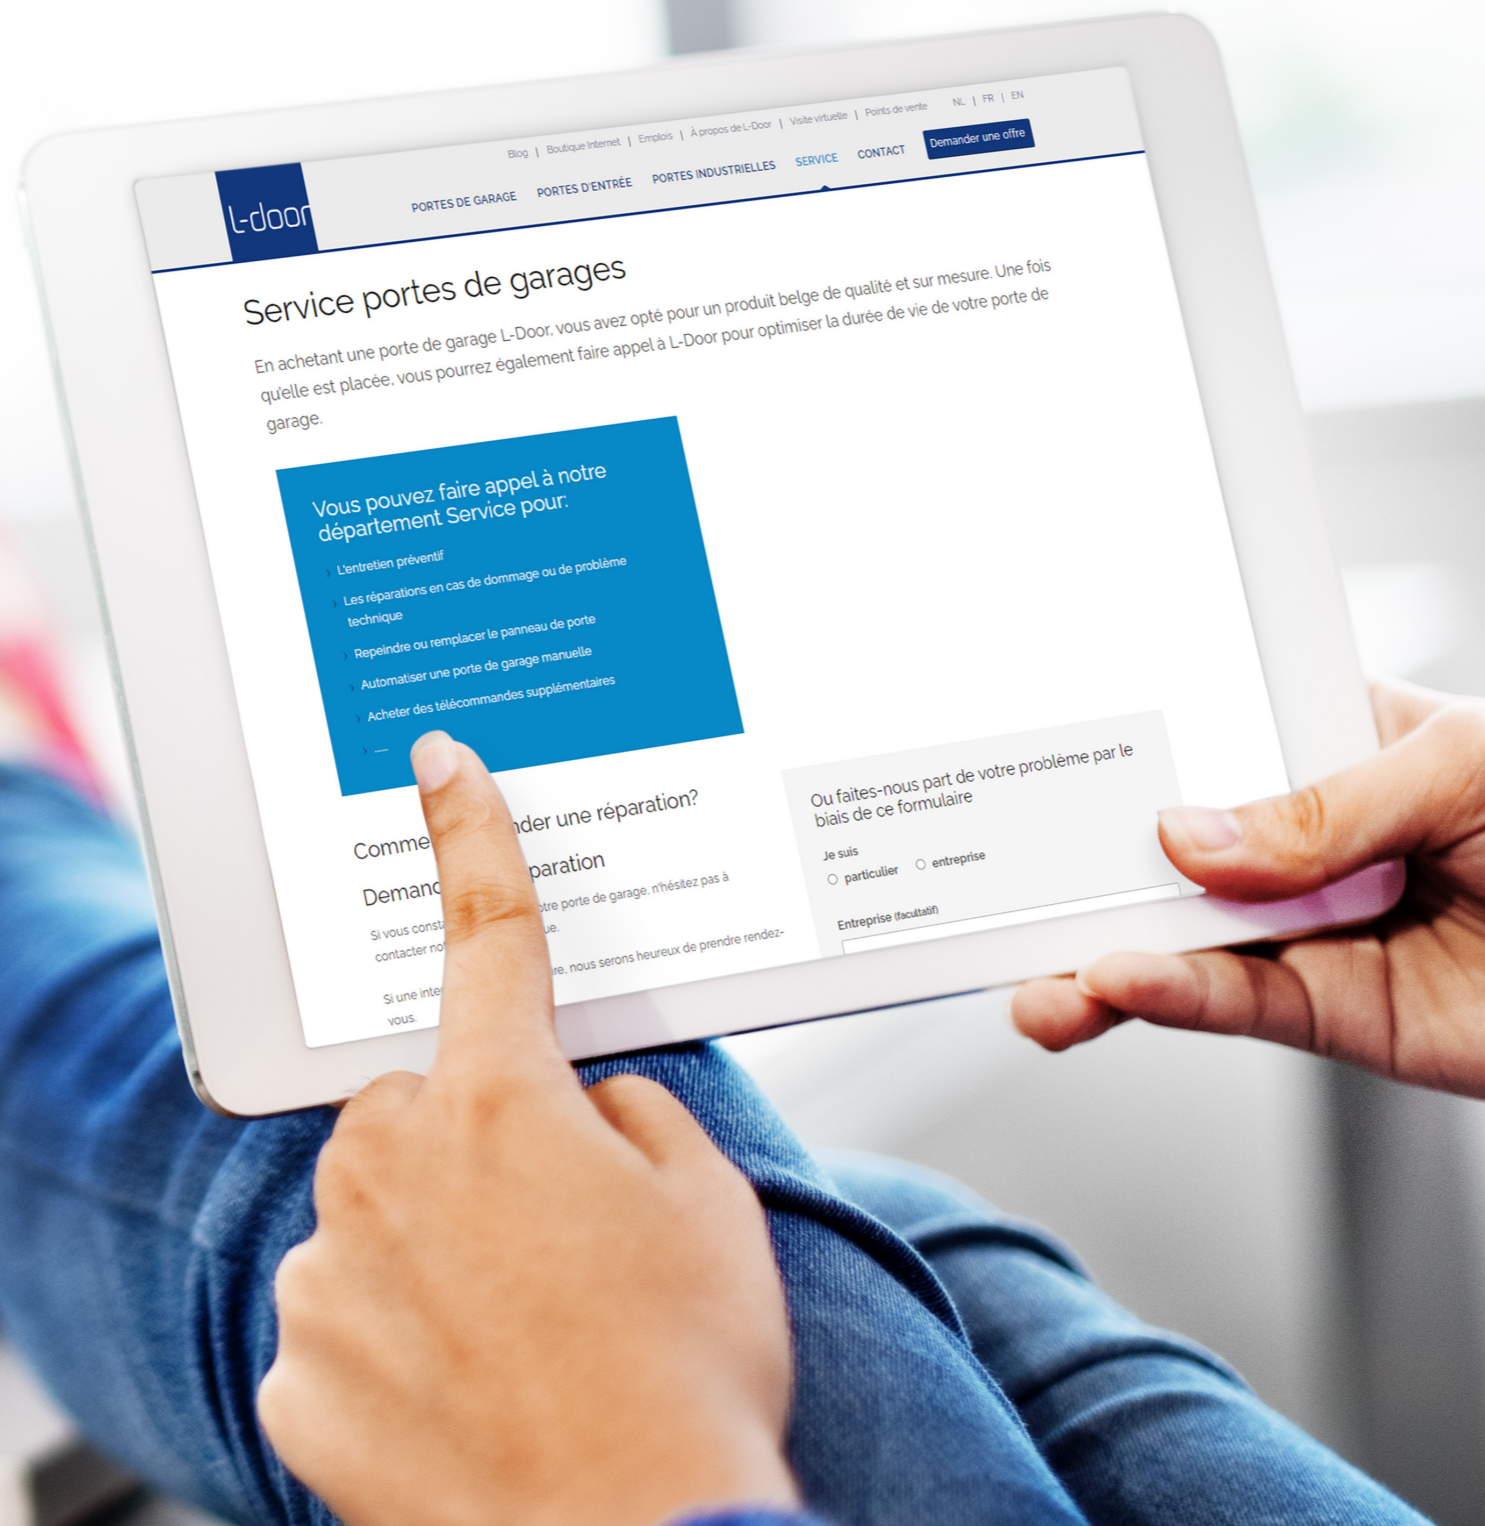 Blog | Boutique Internet | Emplois | À propos de L-Door | Visite virtuelle | Points de vente NL | FR | EN
L-door
PORTES DE GARAGE PORTES D'ENTRÉE PORTES INDUSTRIELLES SERVICE CONTACT Demander une offre
Service portes de garages
En achetant une porte de garage L-Door, vous avez opté pour un produit belge de qualité et sur mesure. Une fois
qu'elle est placée, vous pourrez également faire appel à L-Door pour optimiser la durée de vie de votre porte de
garage.
Vous pouvez faire appel à notre
département Service pour:
› L'entretien préventif
› Les réparations en cas de dommage ou de problème
technique
› Repeindre ou remplacer le panneau de porte
› Automatiser une porte de garage manuelle
› Acheter des télécommandes supplémentaires
› ....
une réparation?
Si vous
porte de garage, n'hésitez pas à
contacter
Si une
nous serons heureux de prendre rendez-
vous.
Ou faites-nous part de votre problème par le
biais de ce formulaire
Je suis
particulier entreprise
Entreprise (facultatif)